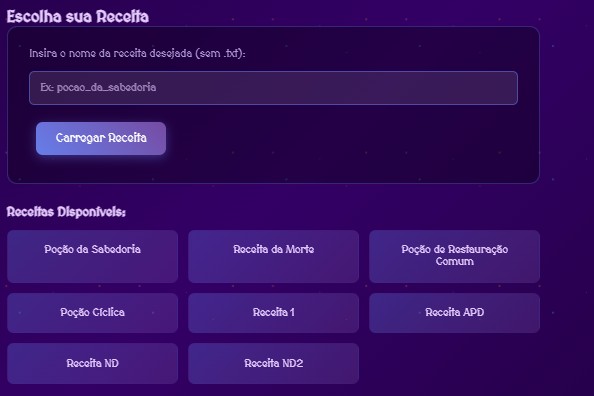 Escolha sua Receita
Insira o nome da receita desejada (sem .txt):
Ex: pocao_da_sabedoria
Carregar Receita
Receitas Disponíveis:
Poção da Sabedoria
Receita da Morte
Poção de Restauração
Comum
Poção Cíclica
Receita 1
Receita APD
Receita ND
Receita ND2